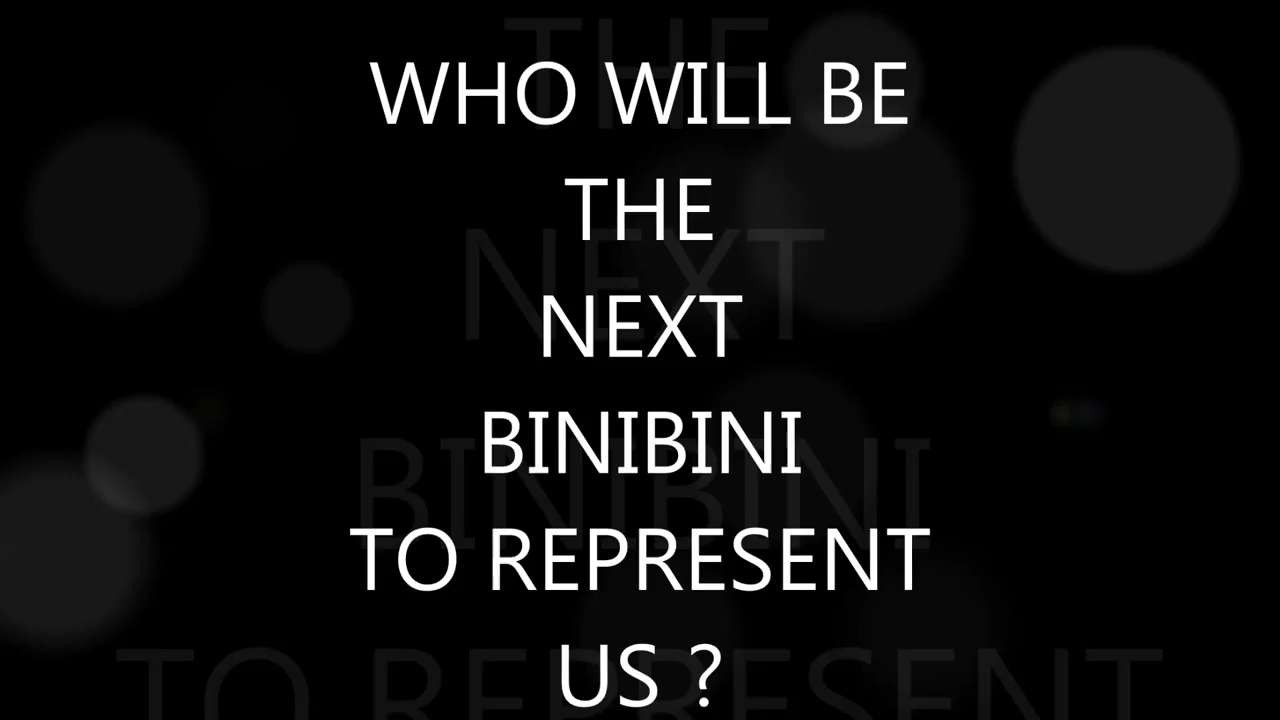 WHO WILL BE
THE
NEXT
BINIBINI
TO REPRESENT
US ?